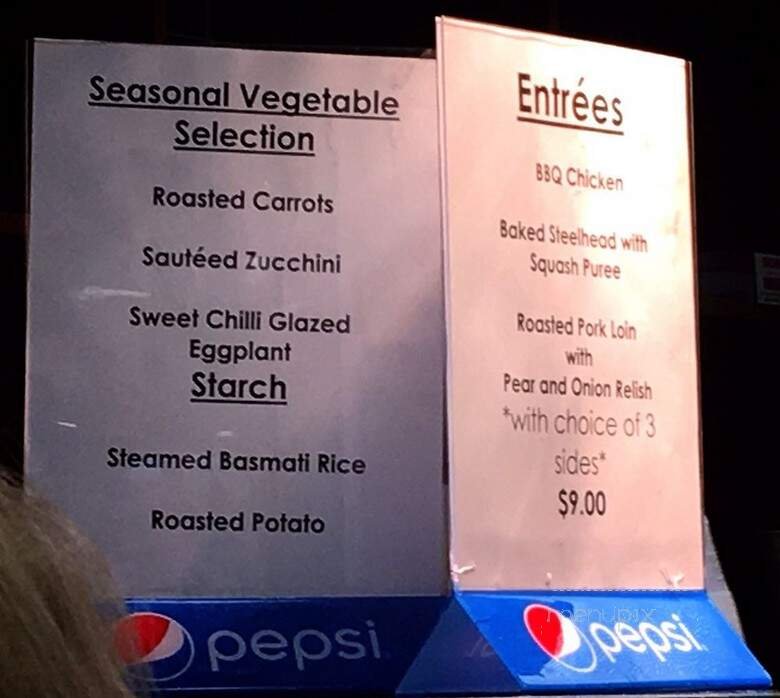 Seasonal Vegetable
Selection
Roasted Carrots
Sautéed Zucchini
Sweet Chilli Glazed
Eggplant
Starch
Steamed Basmati Rice
Roasted Potato
pepsi
Entrées
BBQ Chicken
Baked Steelhead with
Squash Puree
Roasted Pork Loin
with
Pear and Onion Relish
*with choice of 3
sides*
$9.00
menupix
pepsi